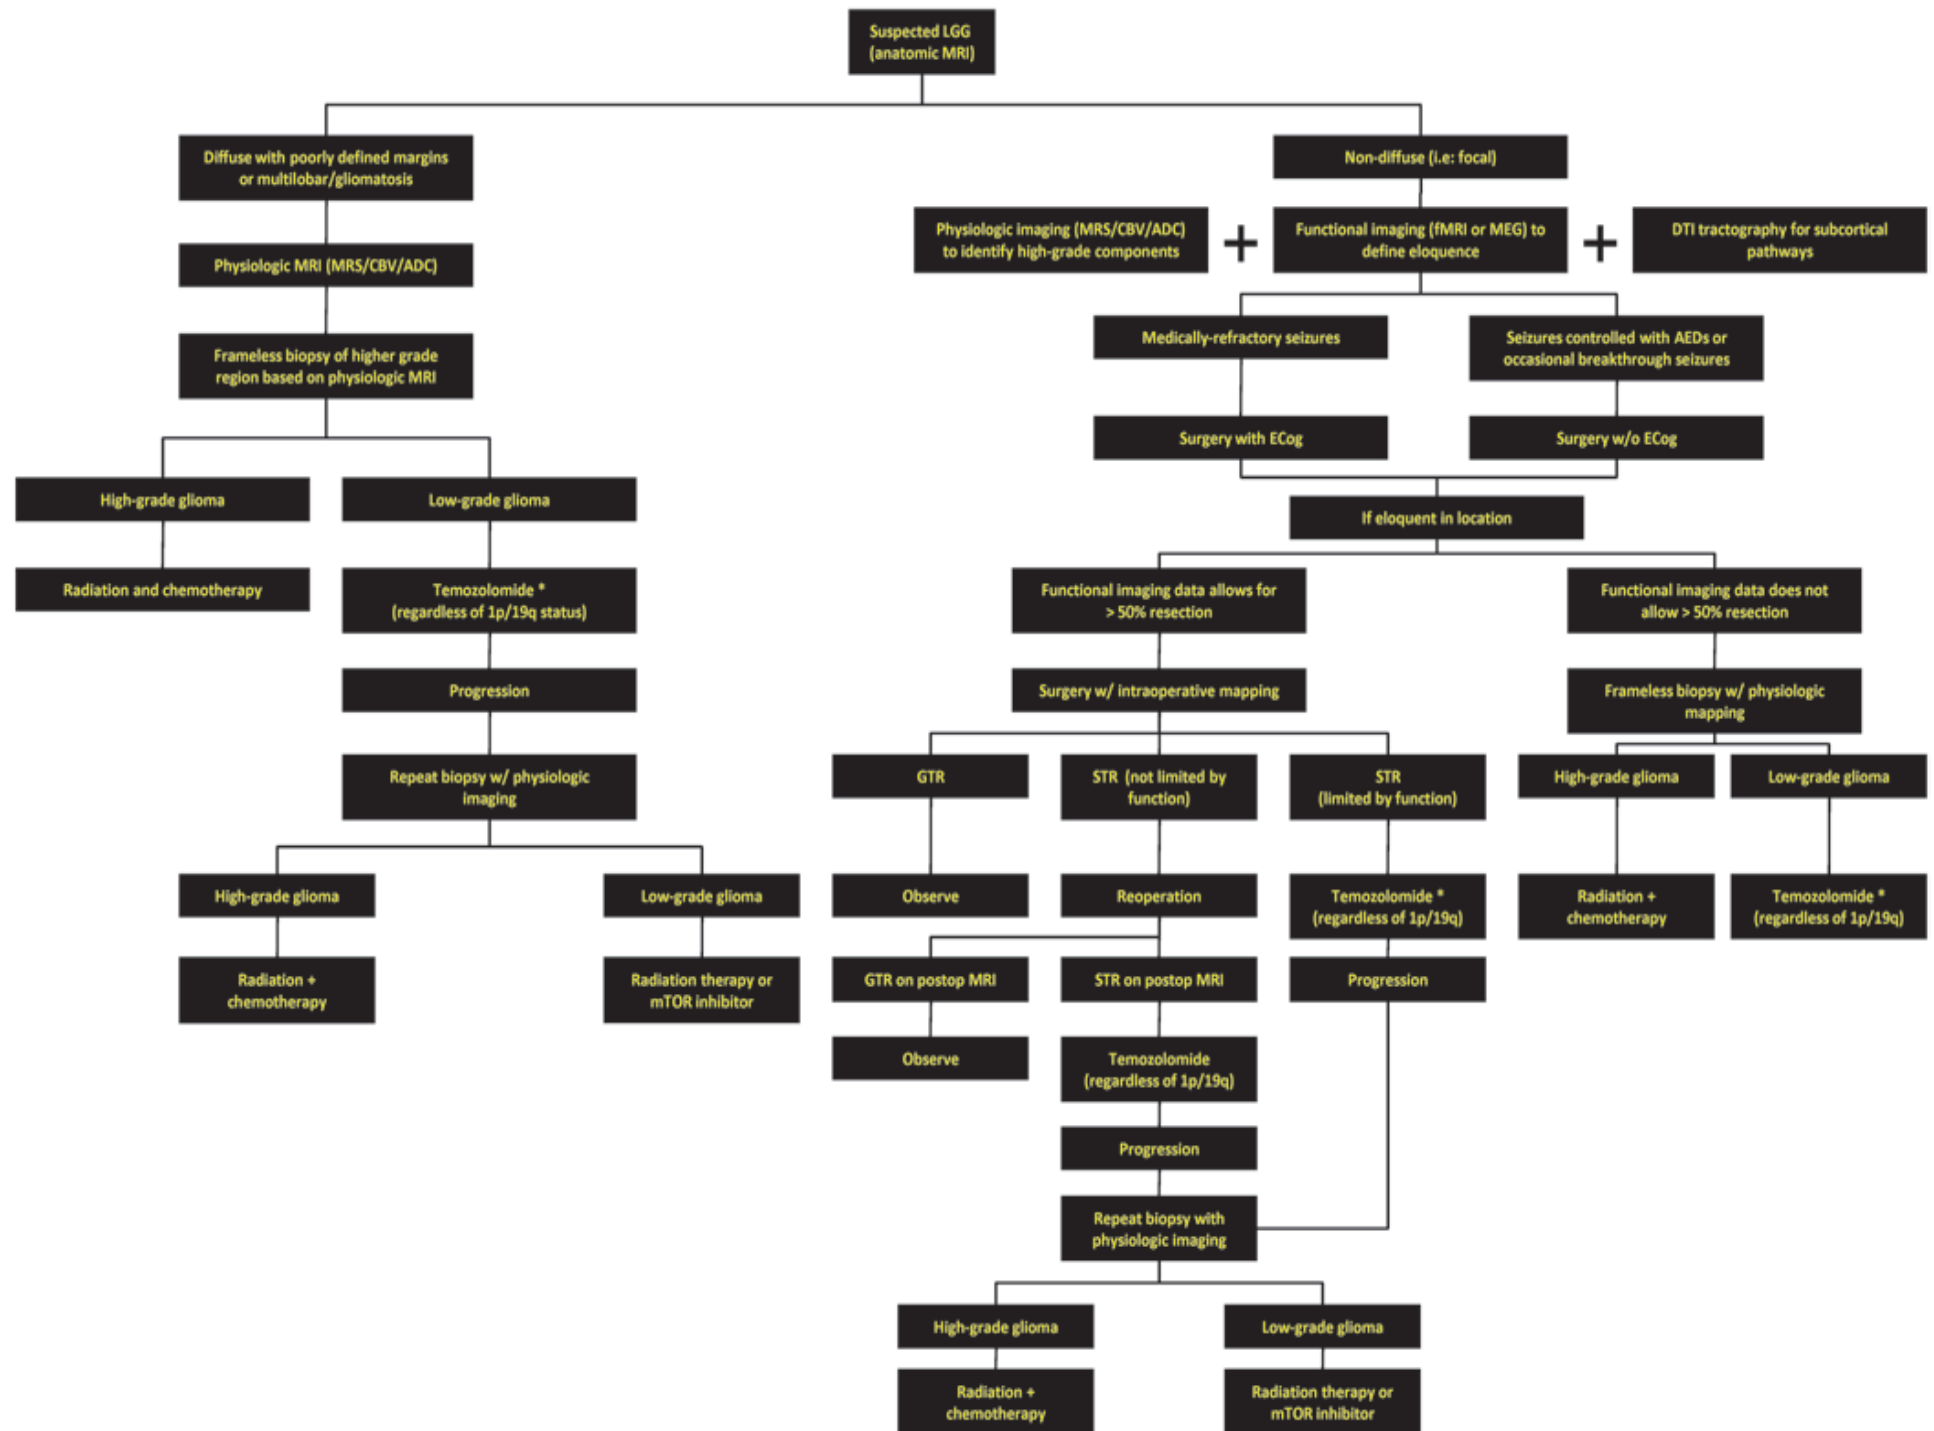 Suspected LGG
(anatomic MRI)
Diffuse with poorly defined margins
or multilobar/gliomatosis
Non-diffuse (i.e: focal)
Physiologic MRI (MRS/CBV/ADC)
Physiologic imaging (MRS/CBV/ADC)
to identify high-grade components
+
Functional imaging (fMRI or MEG) to
define eloquence
+
DTI tractography for subcortical
pathways
Frameless biopsy of higher grade
region based on physiologic MRI
Medically-refractory seizures
Seizures controlled with AEDs or
occasional breakthrough seizures
Surgery with ECog
Surgery w/o ECog
High-grade glioma
Low-grade glioma
If eloquent in location
Radiation and chemotherapy
Temozolomide *
(regardless of 1p/19q status)
Functional imaging data allows for
> 50% resection
Functional imaging data does not
allow > 50% resection
Progression
Surgery w/ intraoperative mapping
Frameless biopsy w/ physiologic
mapping
Repeat biopsy w/ physiologic
imaging
GTR
STR (not limited by
function)
STR
(limited by function)
High-grade glioma
Low-grade glioma
High-grade glioma
Low-grade glioma
Observe
Reoperation
Temozolomide *
(regardless of 1p/19q)
Radiation +
chemotherapy
Temozolomide *
(regardless of 1p/19q)
Radiation +
chemotherapy
Radiation therapy or
mTOR inhibitor
GTR on postop MRI
STR on postop MRI
Progression
Observe
Temozolomide
(regardless of 1p/19q)
Progression
Repeat biopsy with
physiologic imaging
High-grade glioma
Low-grade glioma
Radiation +
chemotherapy
Radiation therapy or
mTOR inhibitor